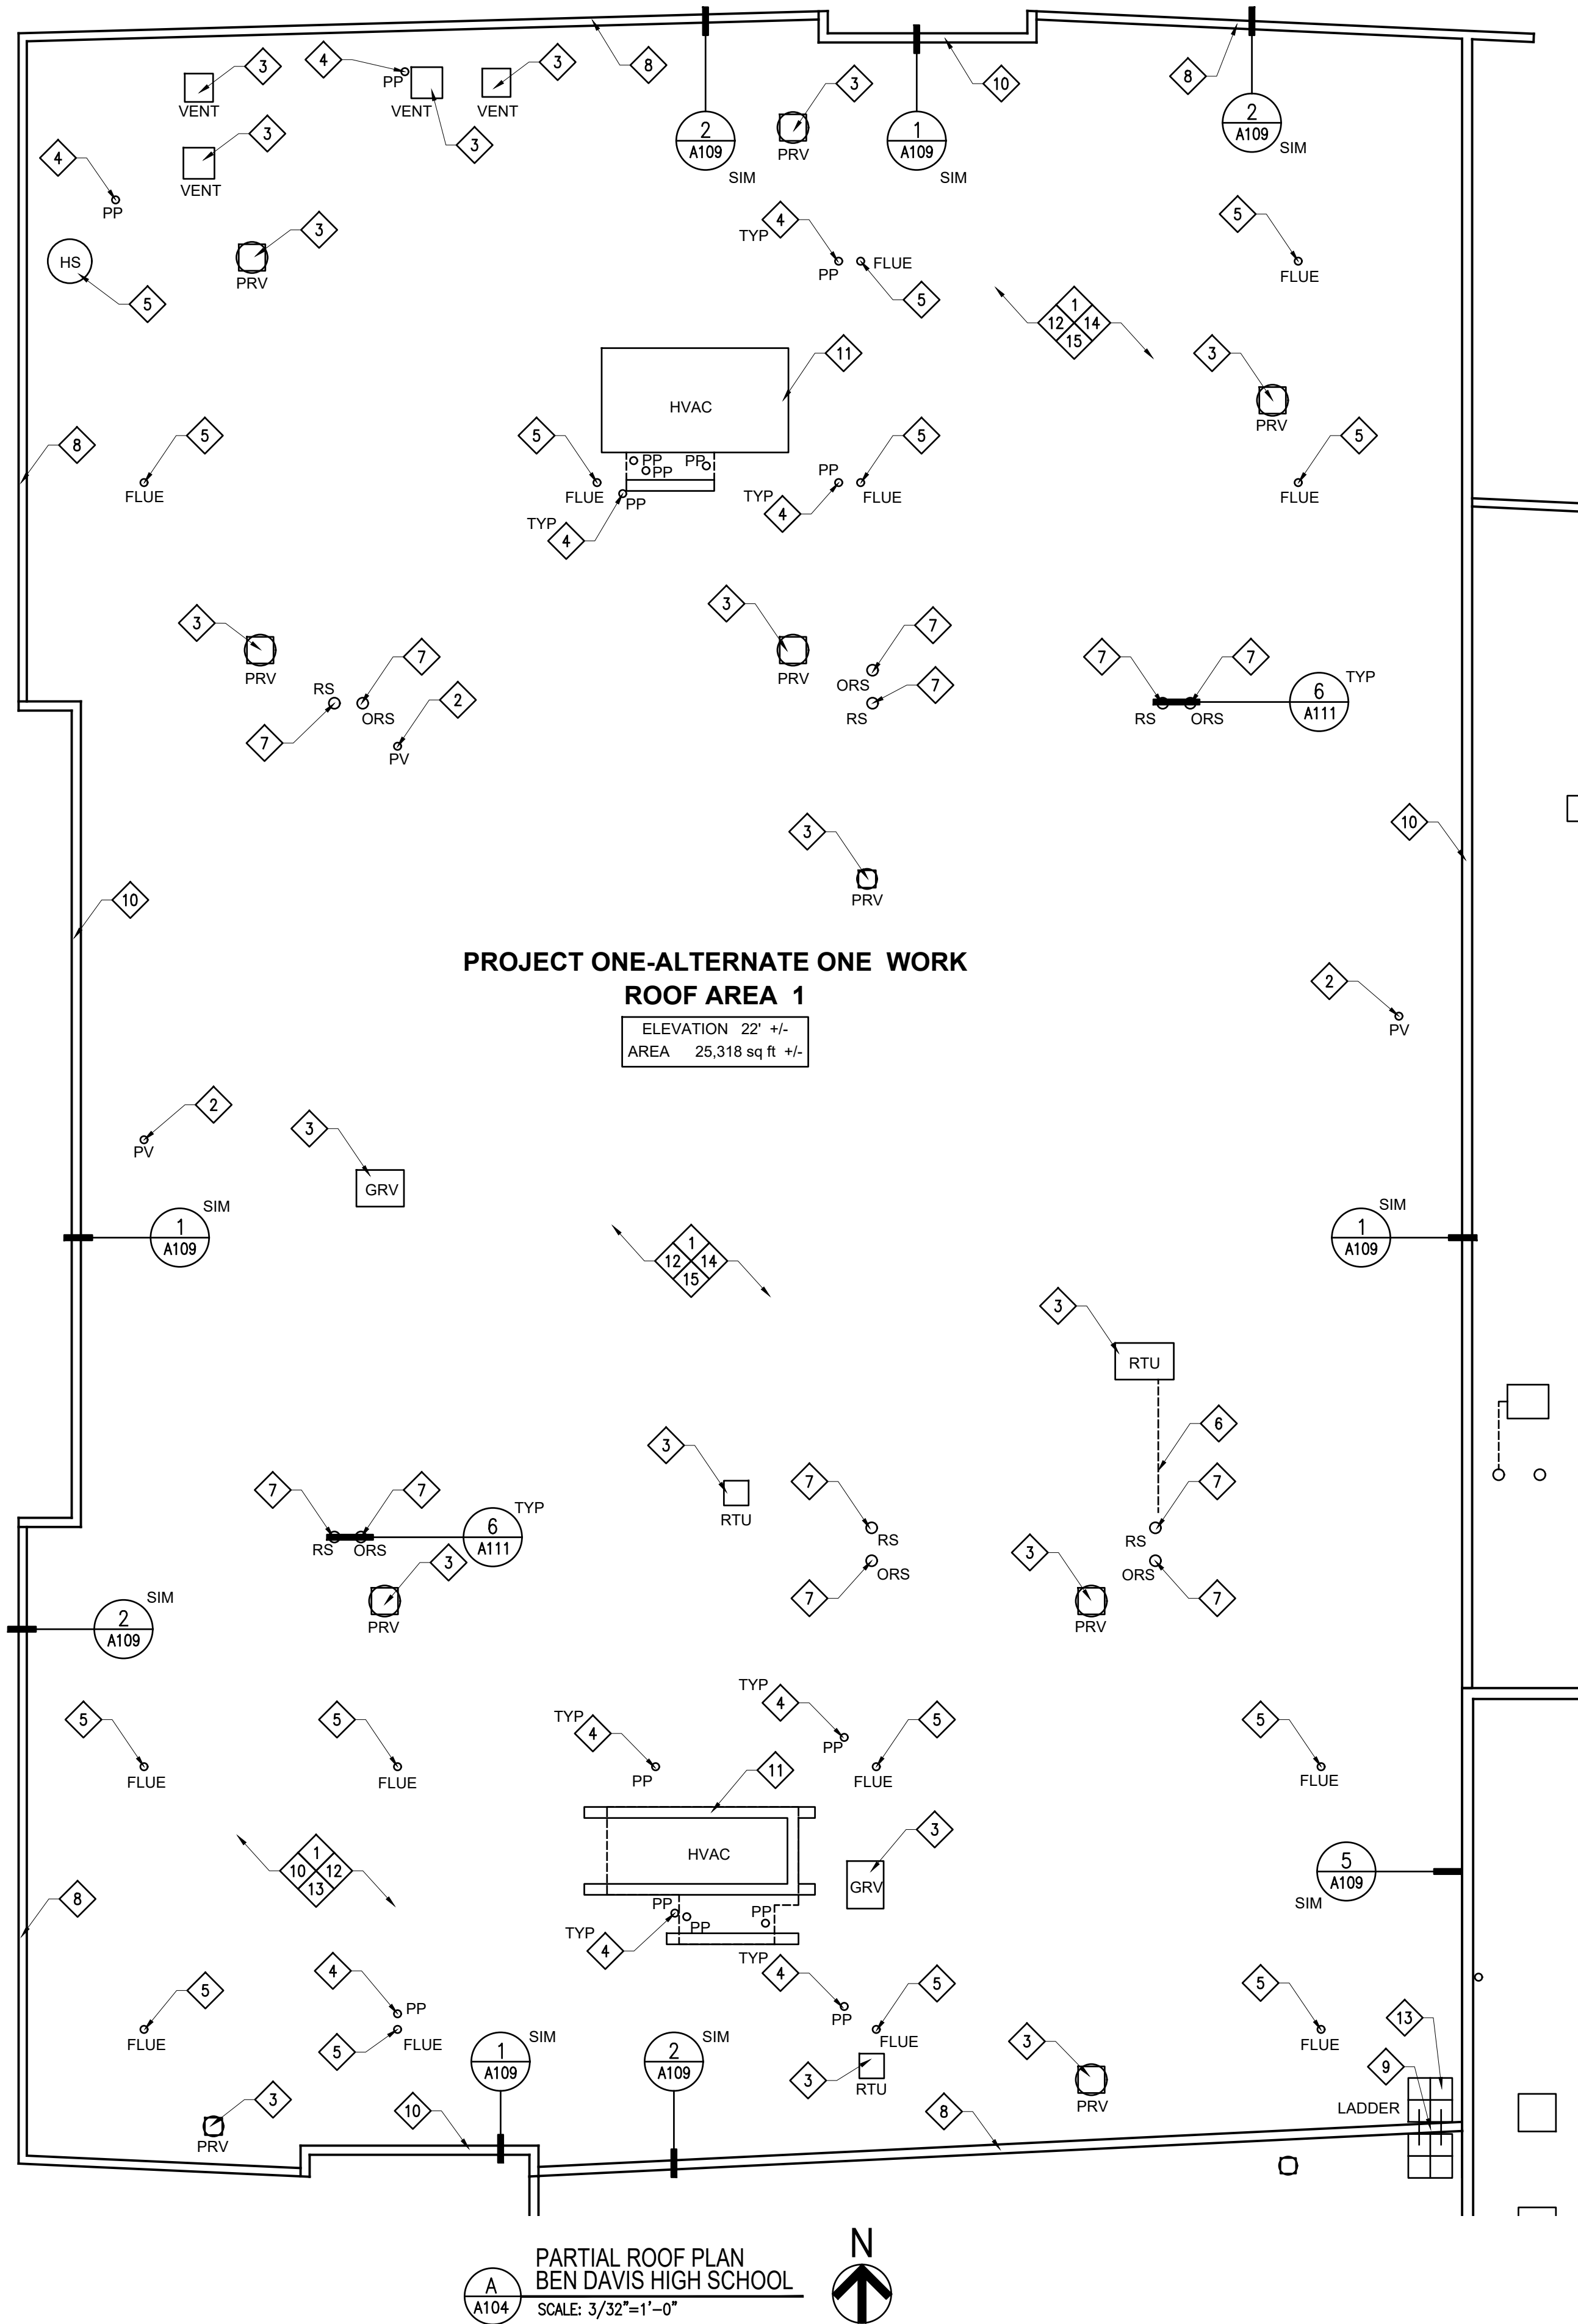 8
3
VENT
4
PP
VENT
3
3
VENT
8
2
A109
SIM
3
PRV
1
A109
SIM
10
8
2
A109
SIM
4
PP
3
VENT
HS
5
3
PRV
4
TYP
PP
FLUE
5
5
FLUE
1
12 14
15
3
PRV
11
HVAC
PP
PP
PP
PP
TYP
4
5
FLUE
8
5
FLUE
5
PP
TYP
4
FLUE
5
FLUE
3
PRV
RS
7
7
ORS
2
PV
3
PRV
7
ORS
7
RS
7
7
RS
ORS
6
A111
TYP
10
3
PRV
10
PROJECT ONE-ALTERNATE ONE WORK
ROOF AREA 1
ELEVATION 22' +/-
AREA 25,318 sq ft +/-
2
PV
2
PV
3
GRV
1
A109
SIM
1
12 14
15
1
A109
SIM
3
RTU
6
3
RTU
7
7
RS
ORS
6
A111
TYP
3
PRV
7
RS
ORS
7
7
RS
ORS
7
3
PRV
2
A109
SIM
5
FLUE
5
FLUE
TYP
4
PP
TYP
4
PP
5
FLUE
5
FLUE
11
HVAC
3
GRV
1
10 12
13
8
PP
PP
PP
TYP
4
TYP
4
PP
5
A109
SIM
5
FLUE
4
PP
5
FLUE
5
FLUE
3
RTU
3
PRV
5
FLUE
13
9
LADDER
3
PRV
10
1
A109
SIM
2
A109
SIM
8
A
A104
PARTIAL ROOF PLAN
BEN DAVIS HIGH SCHOOL
SCALE: 3/32"=1'-0"
N